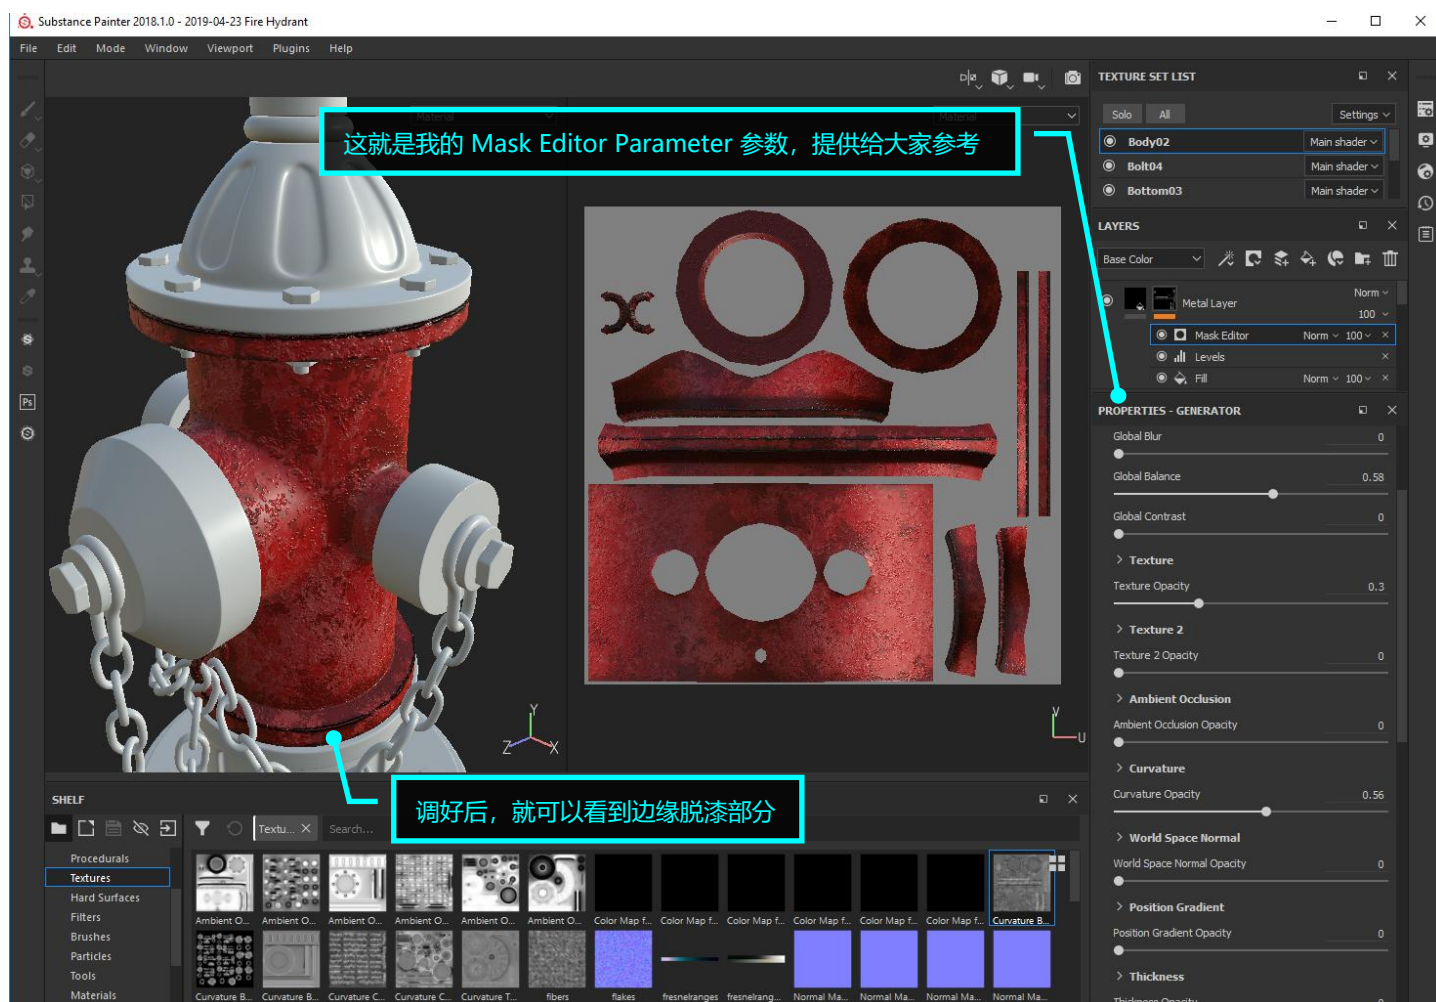 Substance Painter 2018.1.0 - 2019-04-23 Fire Hydrant
File Edit Mode Window Viewport Plugins Help
Material
Material
这就是我的 Mask Editor Parameter 参数，提供给大家参考
调好后，就可以看到边缘脱漆部分
Y
Z
X
V
U
TEXTURE SET LIST
Solo All Settings
Body02 Main shader
Bolt04 Main shader
Bottom03 Main shader
LAYERS
Base Color
Metal Layer Norm
100
Mask Editor Norm 100
Levels
Fill Norm 100
PROPERTIES - GENERATOR
Global Blur 0
Global Balance 0.58
Global Contrast 0
Texture
Texture Opacity 0.3
Texture 2
Texture 2 Opacity 0
Ambient Occlusion
Ambient Occlusion Opacity 0
Curvature
Curvature Opacity 0.56
World Space Normal
World Space Normal Opacity 0
Position Gradient
Position Gradient Opacity 0
Thickness
Thickness Opacity 0
Ps
SHELF
Textu... Search...
Procedurals
Textures
Hard Surfaces
Filters
Brushes
Particles
Tools
Materials
Ambient O... Ambient O... Ambient O... Ambient O... Ambient O... Ambient O... Color Map f... Color Map f... Color Map f... Color Map f... Color Map f... Color Map f... Curvature B...
Curvature B... Curvature B... Curvature C... Curvature C... Curvature T... fibers flakes fresnelranges fresnelrang... Normal Ma... Normal Ma... Normal Ma... Normal Ma...